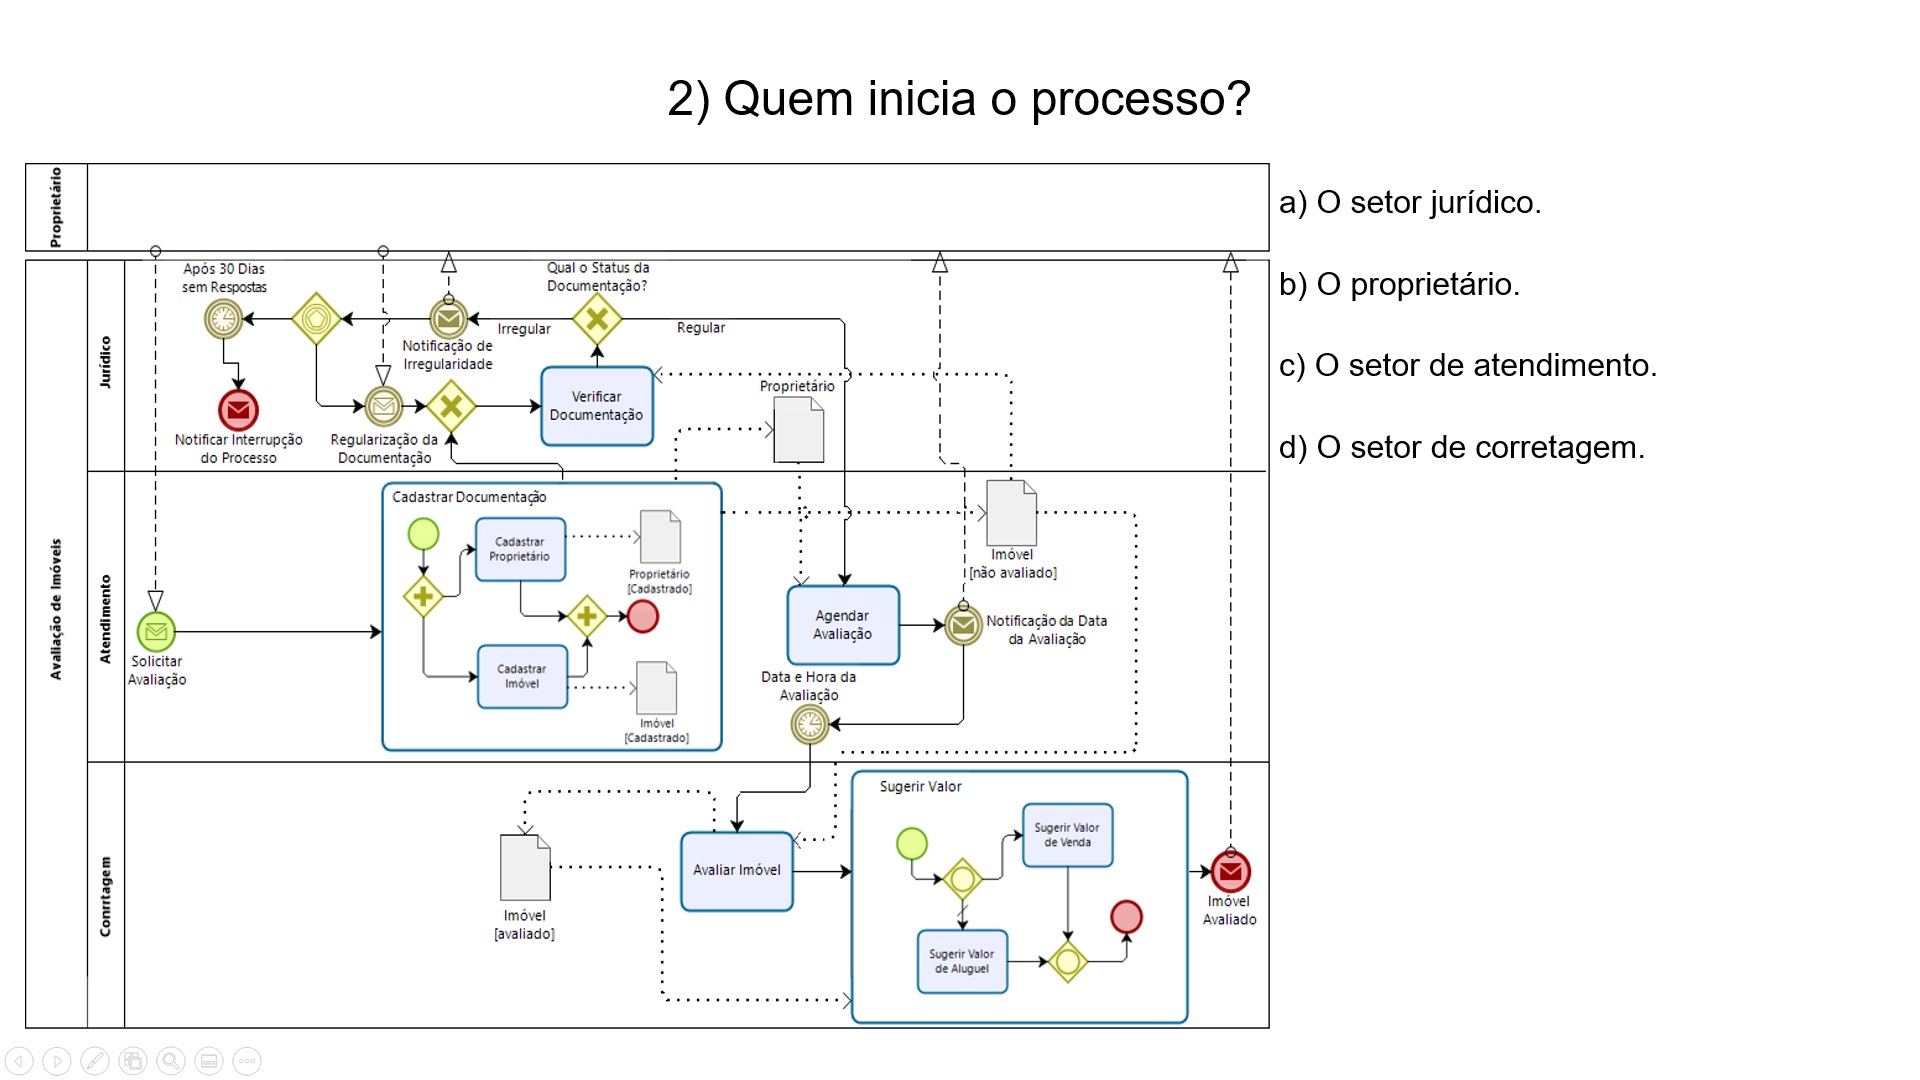 2) Quem inicia o processo?
Proprietário
a) O setor jurídico.
b) O proprietário.
c) O setor de atendimento.
d) O setor de corretagem.
Avaliação de Imóveis
Jurídico
Após 30 Dias
sem Respostas
Qual o Status da
Documentação?
Irregular
Regular
Notificação de
Irregularidade
Notificar Interrupção
do Processo
Regularização da
Documentação
Verificar
Documentação
Proprietário
Atendimento
Solicitar
Avaliação
Cadastrar Documentação
Cadastrar
Proprietário
Proprietário
[Cadastrado]
Cadastrar
Imóvel
Imóvel
[Cadastrado]
Imóvel
[não avaliado]
Agendar
Avaliação
Notificação da Data
da Avaliação
Data e Hora da
Avaliação
Conrrtagem
Imóvel
[avaliado]
Avaliar Imóvel
Sugerir Valor
Sugerir Valor
de Venda
Sugerir Valor
de Aluguel
Imóvel
Avaliado